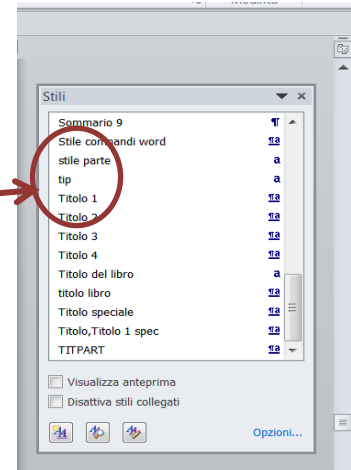 Stili
Sommario 9 ¶
Stile commandi word ¶a
stile parte a
tip a
Titolo 1 ¶a
Titolo 2 ¶a
Titolo 3 ¶a
Titolo 4 ¶a
Titolo del libro a
titolo libro ¶a
Titolo speciale ¶a
Titolo,Titolo 1 spec ¶a
TITPART ¶a
Visualizza anteprima
Disattiva stili collegati
Opzioni...